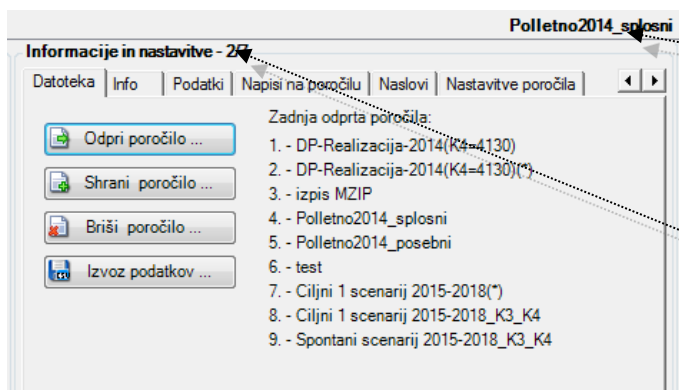 Polletno2014_splosni
Informacije in nastavitve - 2/7
Datoteka Info Podatki Napisi na poročilu Naslovi Nastavitve poročila
Zadnja odprta poročila:
Odpri poročilo ...
1. - DP-Realizacija-2014(K4=4130)
2. - DP-Realizacija-2014(K4=4130)(*)
Shrani poročilo ...
3. - izpis MZIP
4. - Polletno2014_splosni
Briši poročilo ...
5. - Polletno2014_posebni
6. - test
Izvoz podatkov ...
7. - Ciljni 1 scenarij 2015-2018(*)
8. - Ciljni 1 scenarij 2015-2018_K3_K4
9. - Spontani scenarij 2015-2018_K3_K4